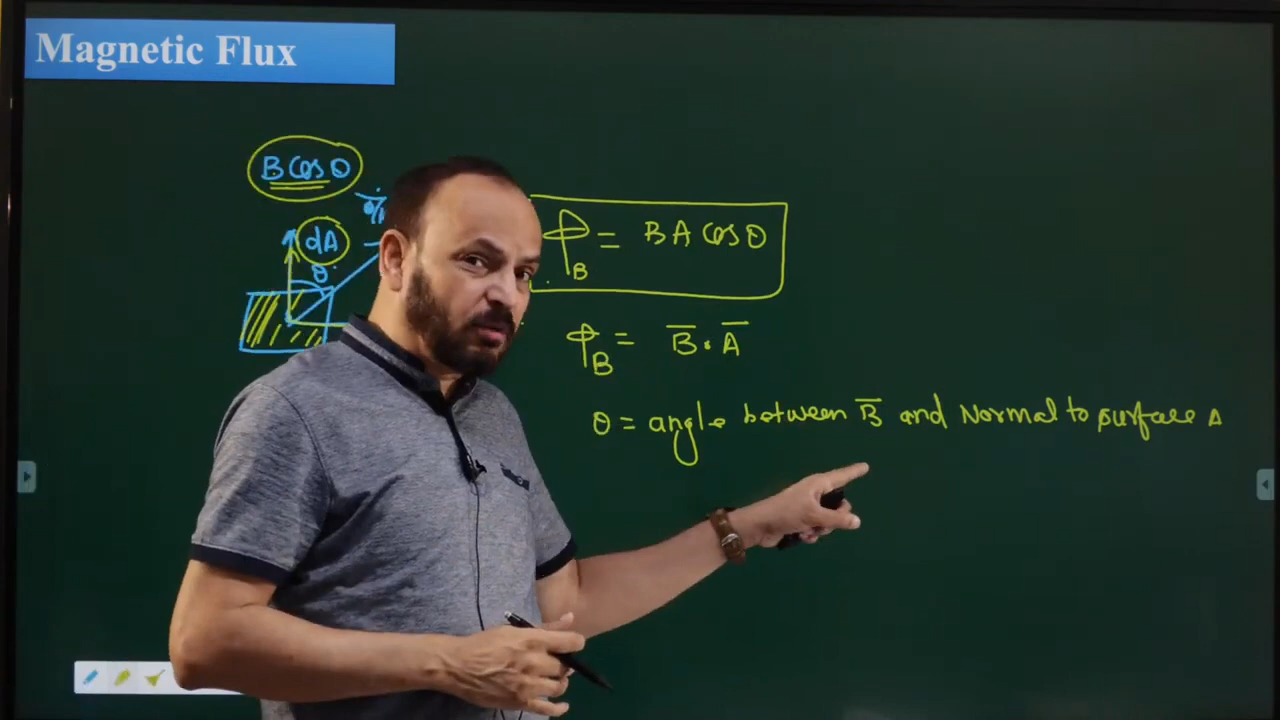 Magnetic Flux
B cos θ
dA
θ
ϕB = BA cos θ
ϕB = B̅ · A̅
θ = angle between B̅ and Normal to surface A